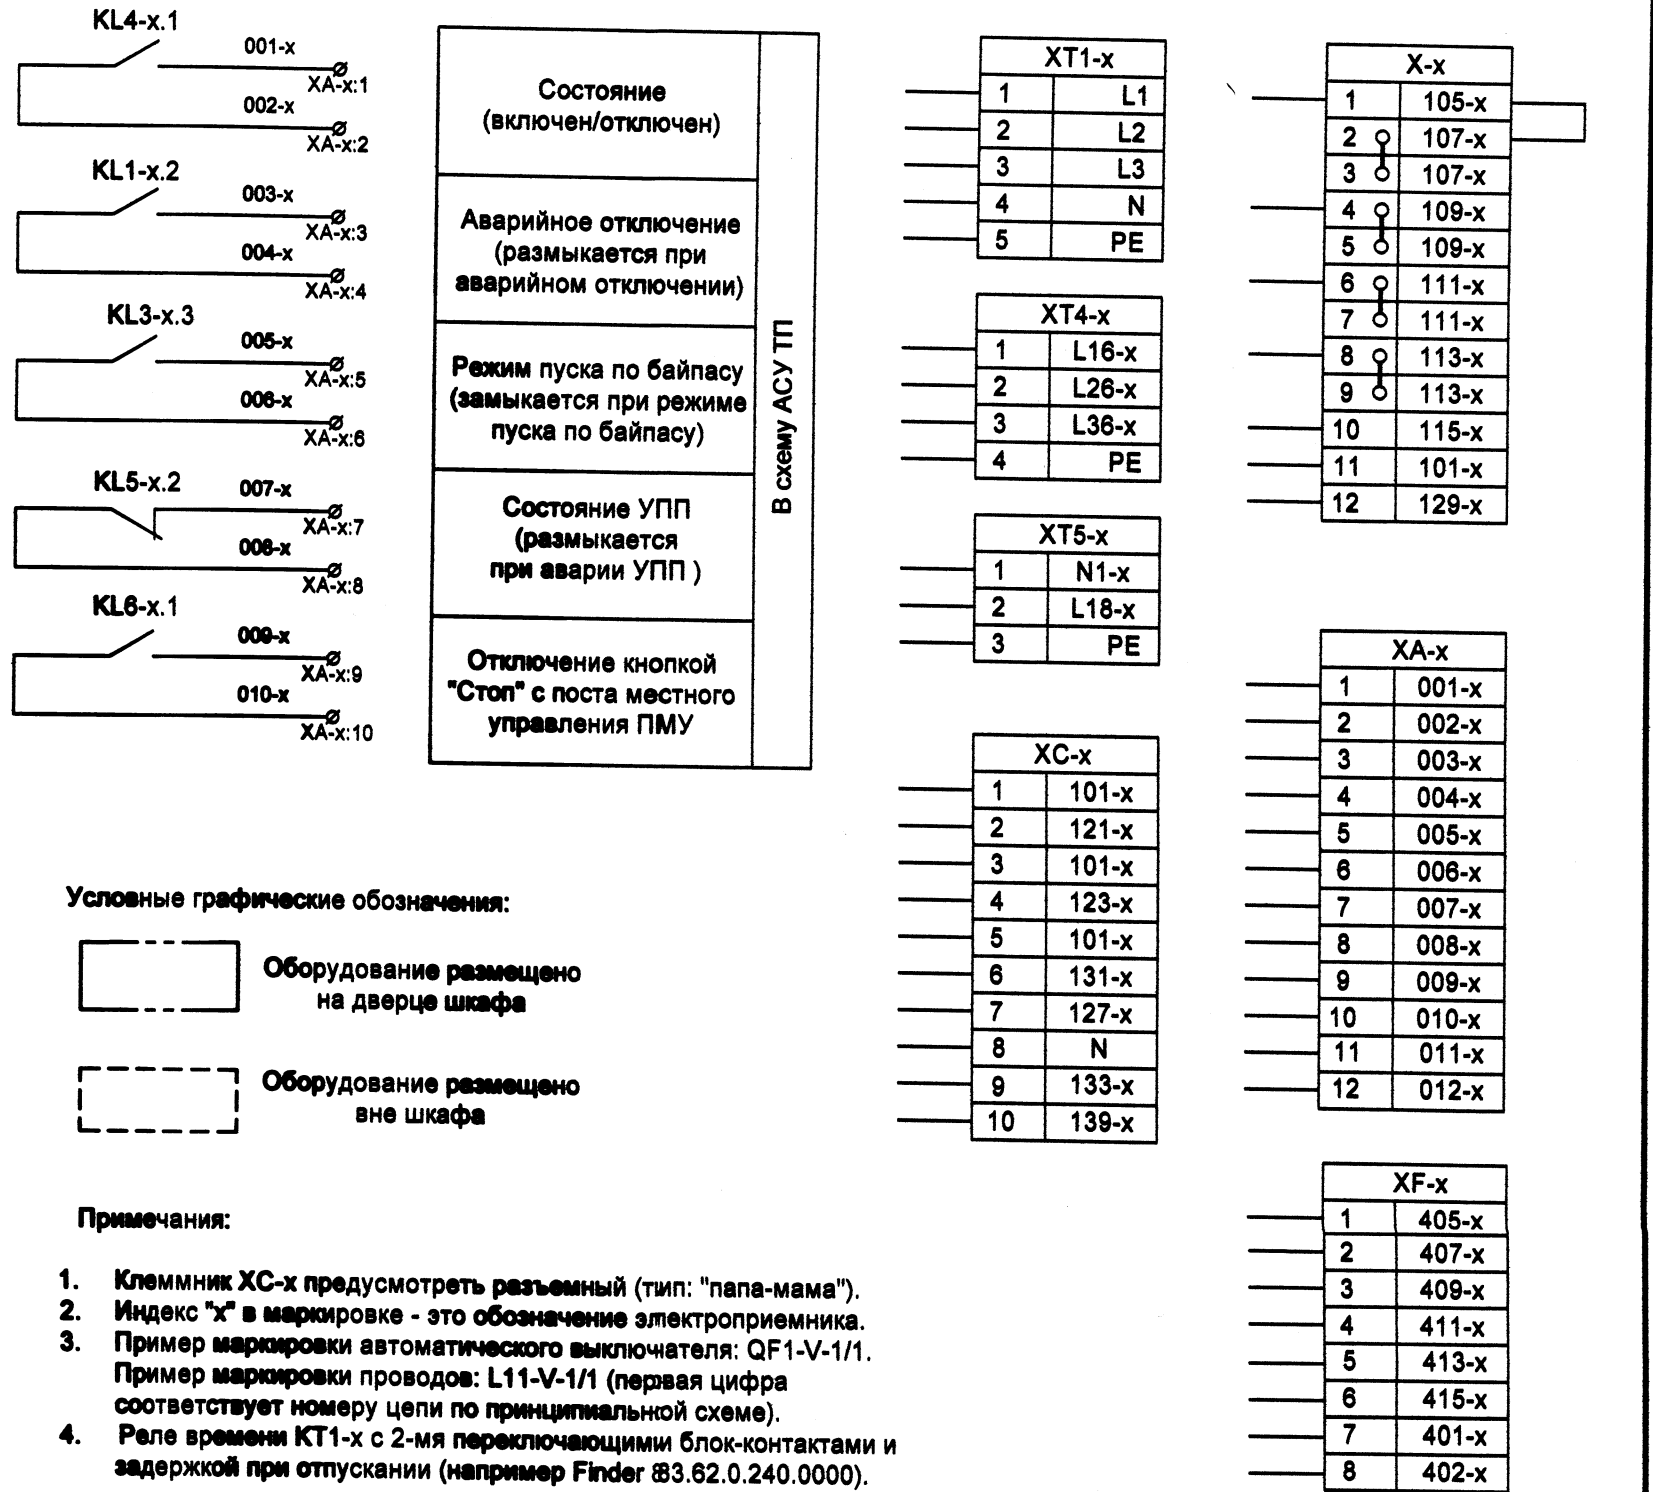 KL4-x.1
001-x
XA-x:1
002-x
XA-x:2
KL1-x.2
003-x
XA-x:3
004-x
XA-x:4
KL3-x.3
005-x
XA-x:5
006-x
XA-x:6
KL5-x.2
007-x
XA-x:7
008-x
XA-x:8
KL6-x.1
009-x
XA-x:9
010-x
XA-x:10
Состояние
(включен/отключен)
Аварийное отключение
(размыкается при
аварийном отключении)
Режим пуска по байпасу
(замыкается при режиме
пуска по байпасу)
Состояние УПП
(размыкается
при аварии УПП )
Отключение кнопкой
"Стоп" с поста местного
управления ПМУ
В схему АСУ ТП
XT1-x
1 L1
2 L2
3 L3
4 N
5 PE
XT4-x
1 L16-x
2 L26-x
3 L36-x
4 PE
XT5-x
1 N1-x
2 L18-x
3 PE
XC-x
1 101-x
2 121-x
3 101-x
4 123-x
5 101-x
6 131-x
7 127-x
8 N
9 133-x
10 139-x
X-x
1 105-x
2 107-x
3 107-x
4 109-x
5 109-x
6 111-x
7 111-x
8 113-x
9 113-x
10 115-x
11 101-x
12 129-x
XA-x
1 001-x
2 002-x
3 003-x
4 004-x
5 005-x
6 006-x
7 007-x
8 008-x
9 009-x
10 010-x
11 011-x
12 012-x
XF-x
1 405-x
2 407-x
3 409-x
4 411-x
5 413-x
6 415-x
7 401-x
8 402-x
Условные графические обозначения:
Оборудование размещено
на дверце шкафа
Оборудование размещено
вне шкафа
Примечания:
1. Клеммник XC-x предусмотреть разъемный (тип: "папа-мама").
2. Индекс "x" в маркировке - это обозначение электроприемника.
3. Пример маркировки автоматического выключателя: QF1-V-1/1.
Пример маркировки проводов: L11-V-1/1 (первая цифра
соответствует номеру цепи по принципиальной схеме).
4. Реле времени KT1-x с 2-мя переключающими блок-контактами и
задержкой при отпускании (например Finder 83.62.0.240.0000).